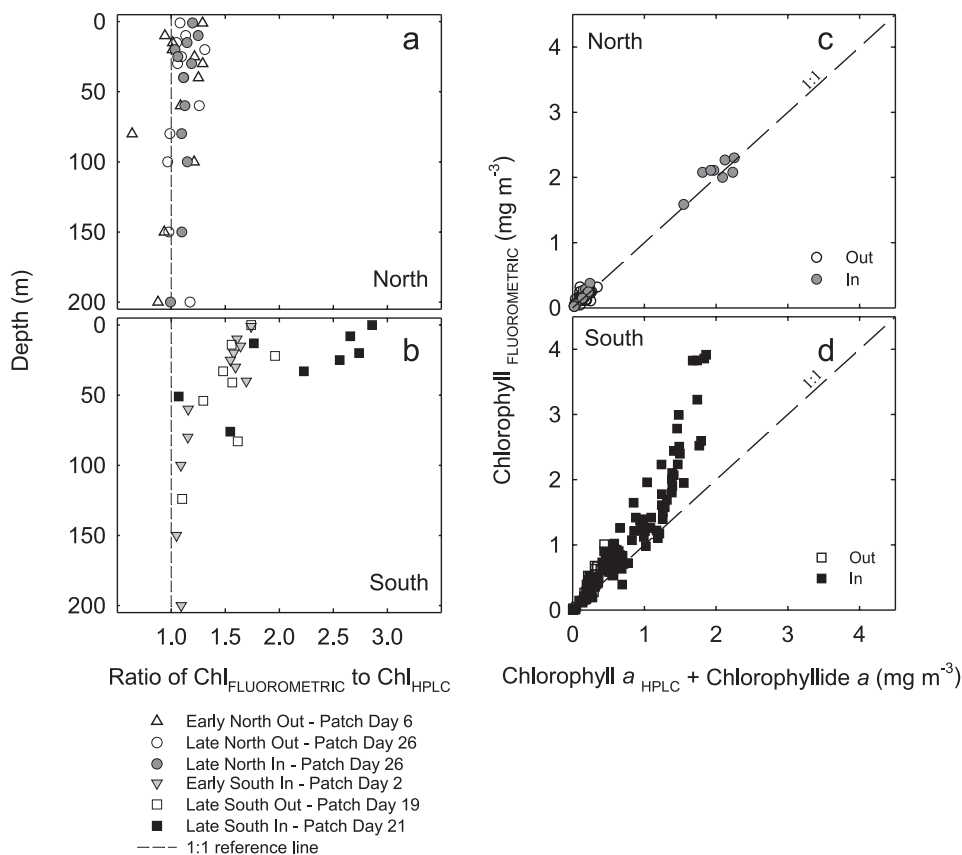 a
0
50
100
150
200
North
Depth (m)
b
0
50
100
150
200
South
1.0 1.5 2.0 2.5 3.0
Ratio of Chl FLUOROMETRIC to Chl HPLC
Early North Out - Patch Day 6
Late North Out - Patch Day 26
Late North In - Patch Day 26
Early South In - Patch Day 2
Late South Out - Patch Day 19
Late South In - Patch Day 21
1:1 reference line
North
c
1:1
4
3
2
1
0
Out
In
Chlorophyll FLUOROMETRIC (mg m-3)
South
d
1:1
4
3
2
1
0
Out
In
0 1 2 3 4
Chlorophyll a HPLC + Chlorophyllide a (mg m-3)